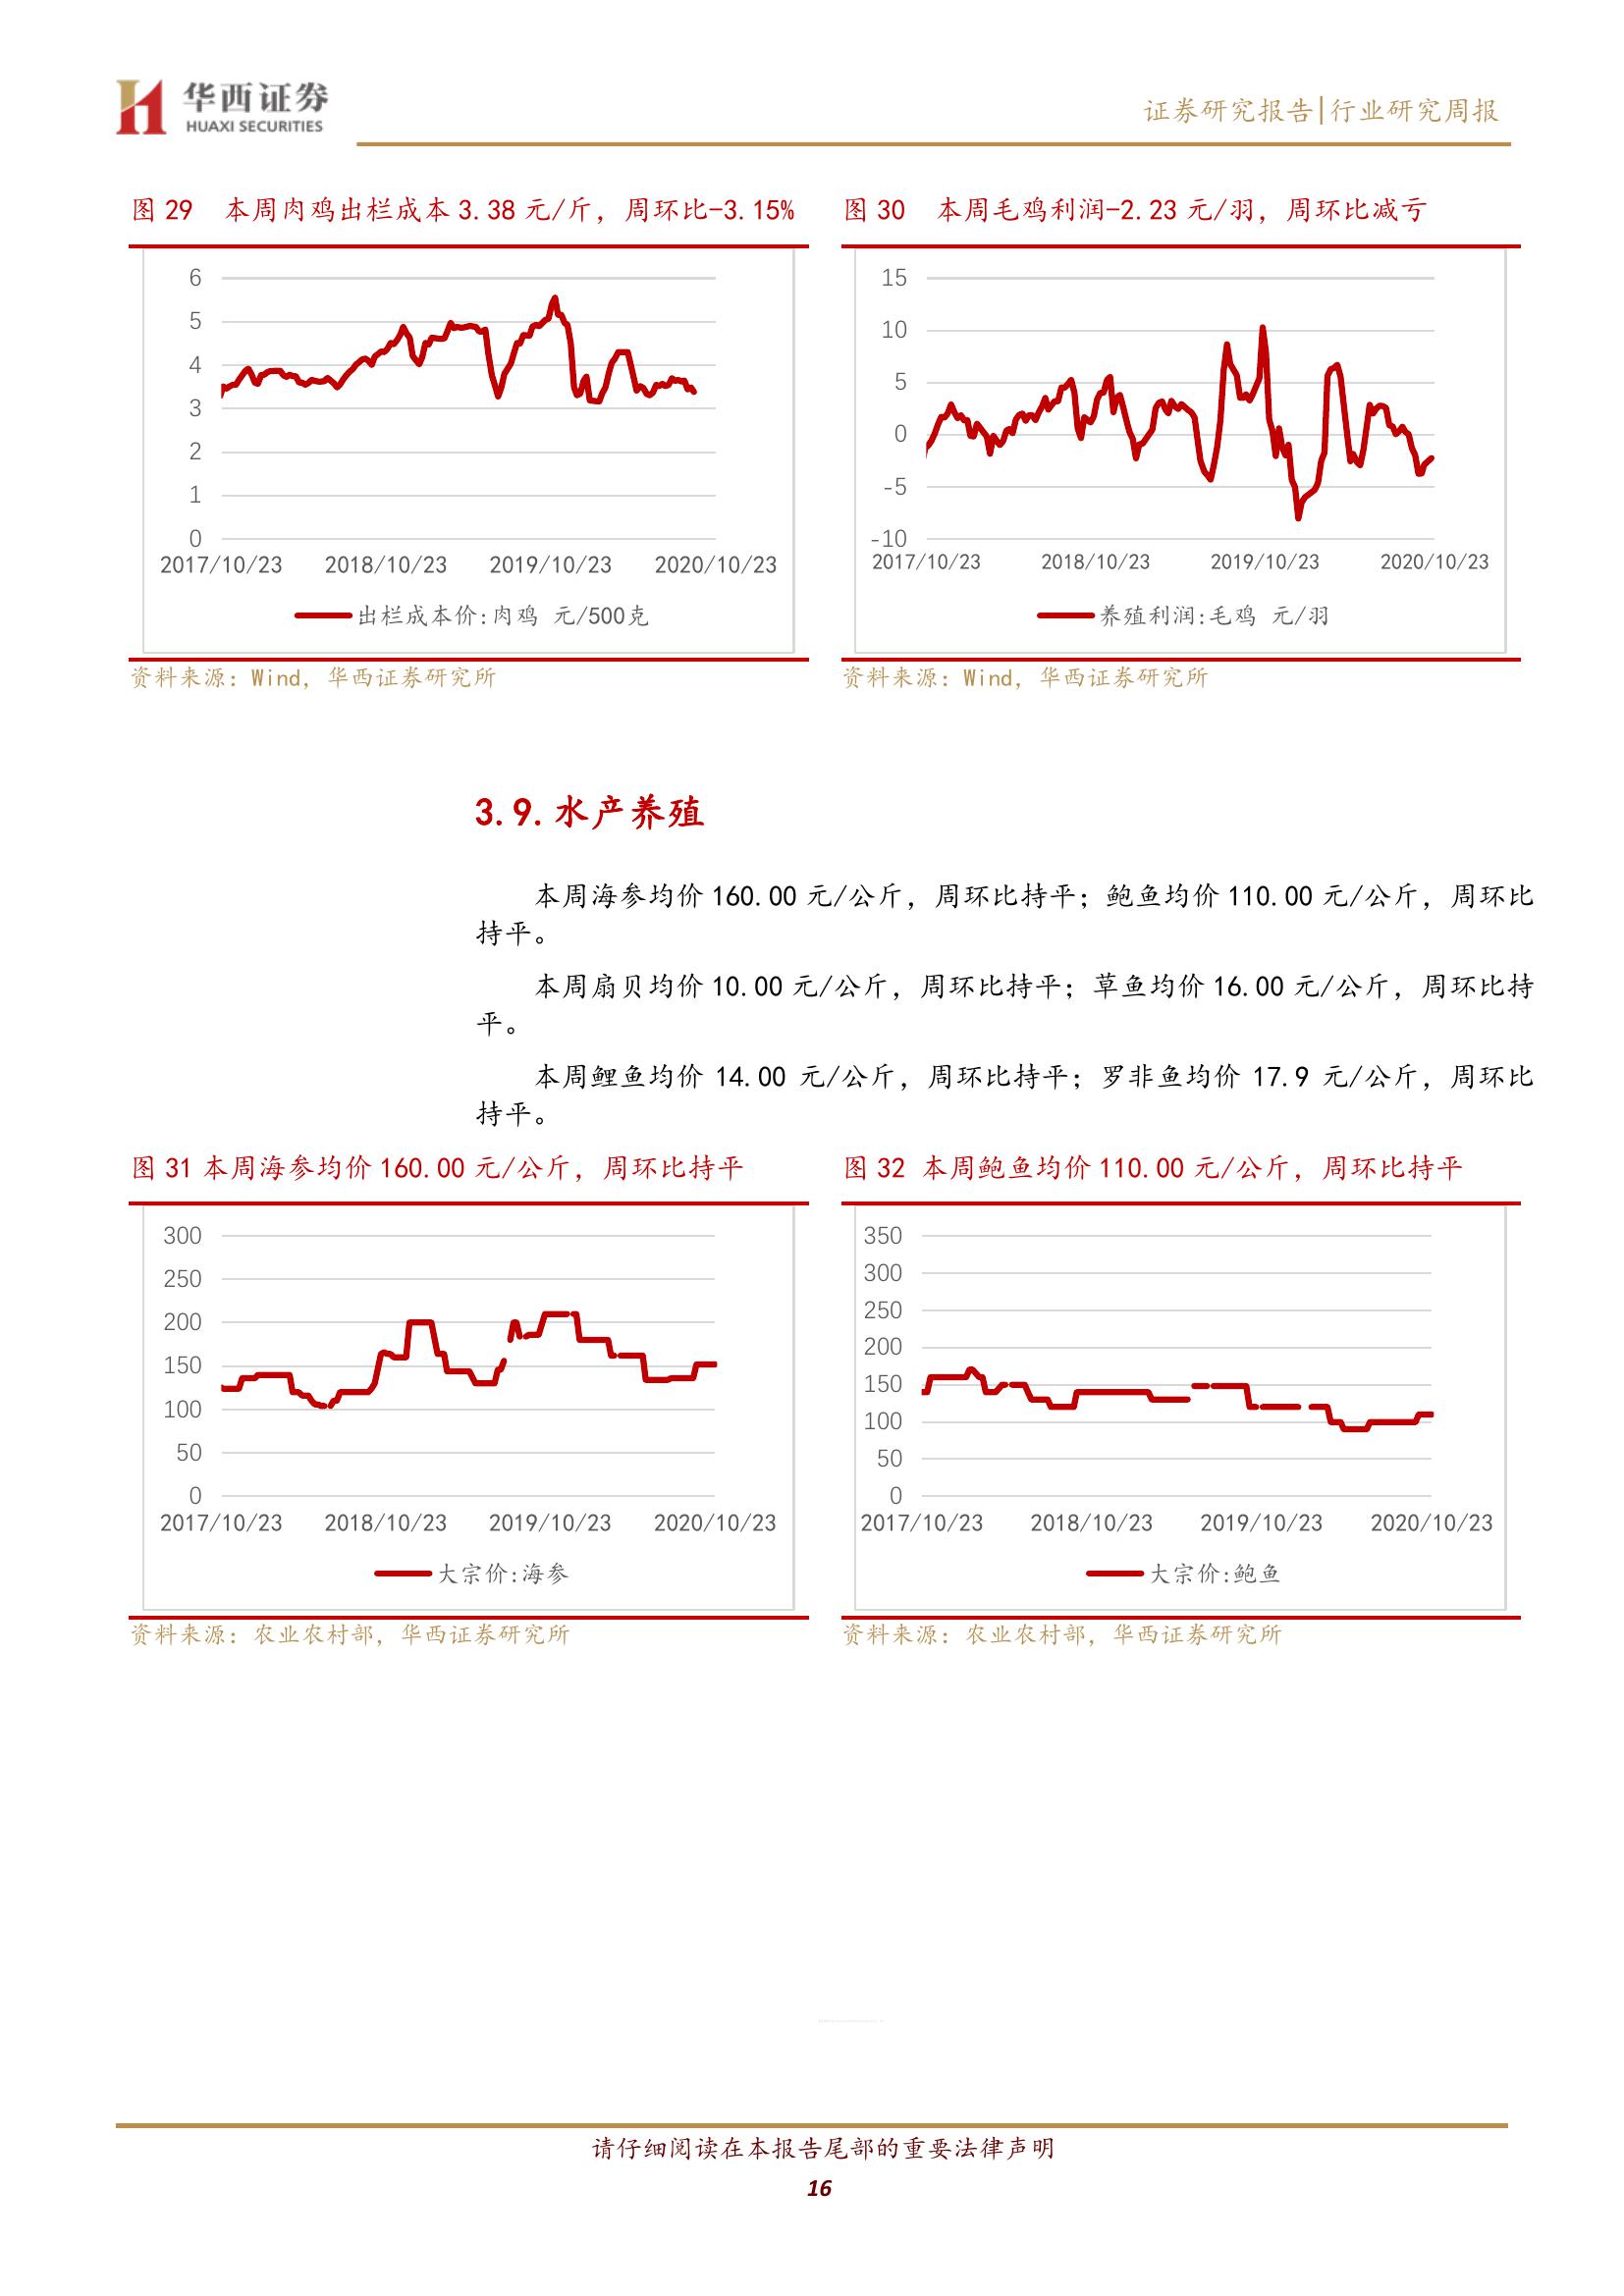 华西证券
HUAXI SECURITIES
证券研究报告|行业研究周报
图 29 本周肉鸡出栏成本 3.38 元/斤，周环比-3.15%
6
5
4
3
2
1
0
2017/10/23 2018/10/23 2019/10/23 2020/10/23
出栏成本价:肉鸡 元/500克
资料来源：Wind，华西证券研究所
图 30 本周毛鸡利润-2.23 元/羽，周环比减亏
15
10
5
0
-5
-10
2017/10/23 2018/10/23 2019/10/23 2020/10/23
养殖利润:毛鸡 元/羽
资料来源：Wind，华西证券研究所
3.9.水产养殖
本周海参均价 160.00 元/公斤，周环比持平；鲍鱼均价 110.00 元/公斤，周环比
持平。
本周扇贝均价 10.00 元/公斤，周环比持平；草鱼均价 16.00 元/公斤，周环比持
平。
本周鲤鱼均价 14.00 元/公斤，周环比持平；罗非鱼均价 17.9 元/公斤，周环比
持平。
图 31 本周海参均价 160.00 元/公斤，周环比持平
300
250
200
150
100
50
0
2017/10/23 2018/10/23 2019/10/23 2020/10/23
大宗价:海参
资料来源：农业农村部，华西证券研究所
图 32 本周鲍鱼均价 110.00 元/公斤，周环比持平
350
300
250
200
150
100
50
0
2017/10/23 2018/10/23 2019/10/23 2020/10/23
大宗价:鲍鱼
资料来源：农业农村部，华西证券研究所
请仔细阅读在本报告尾部的重要法律声明
16